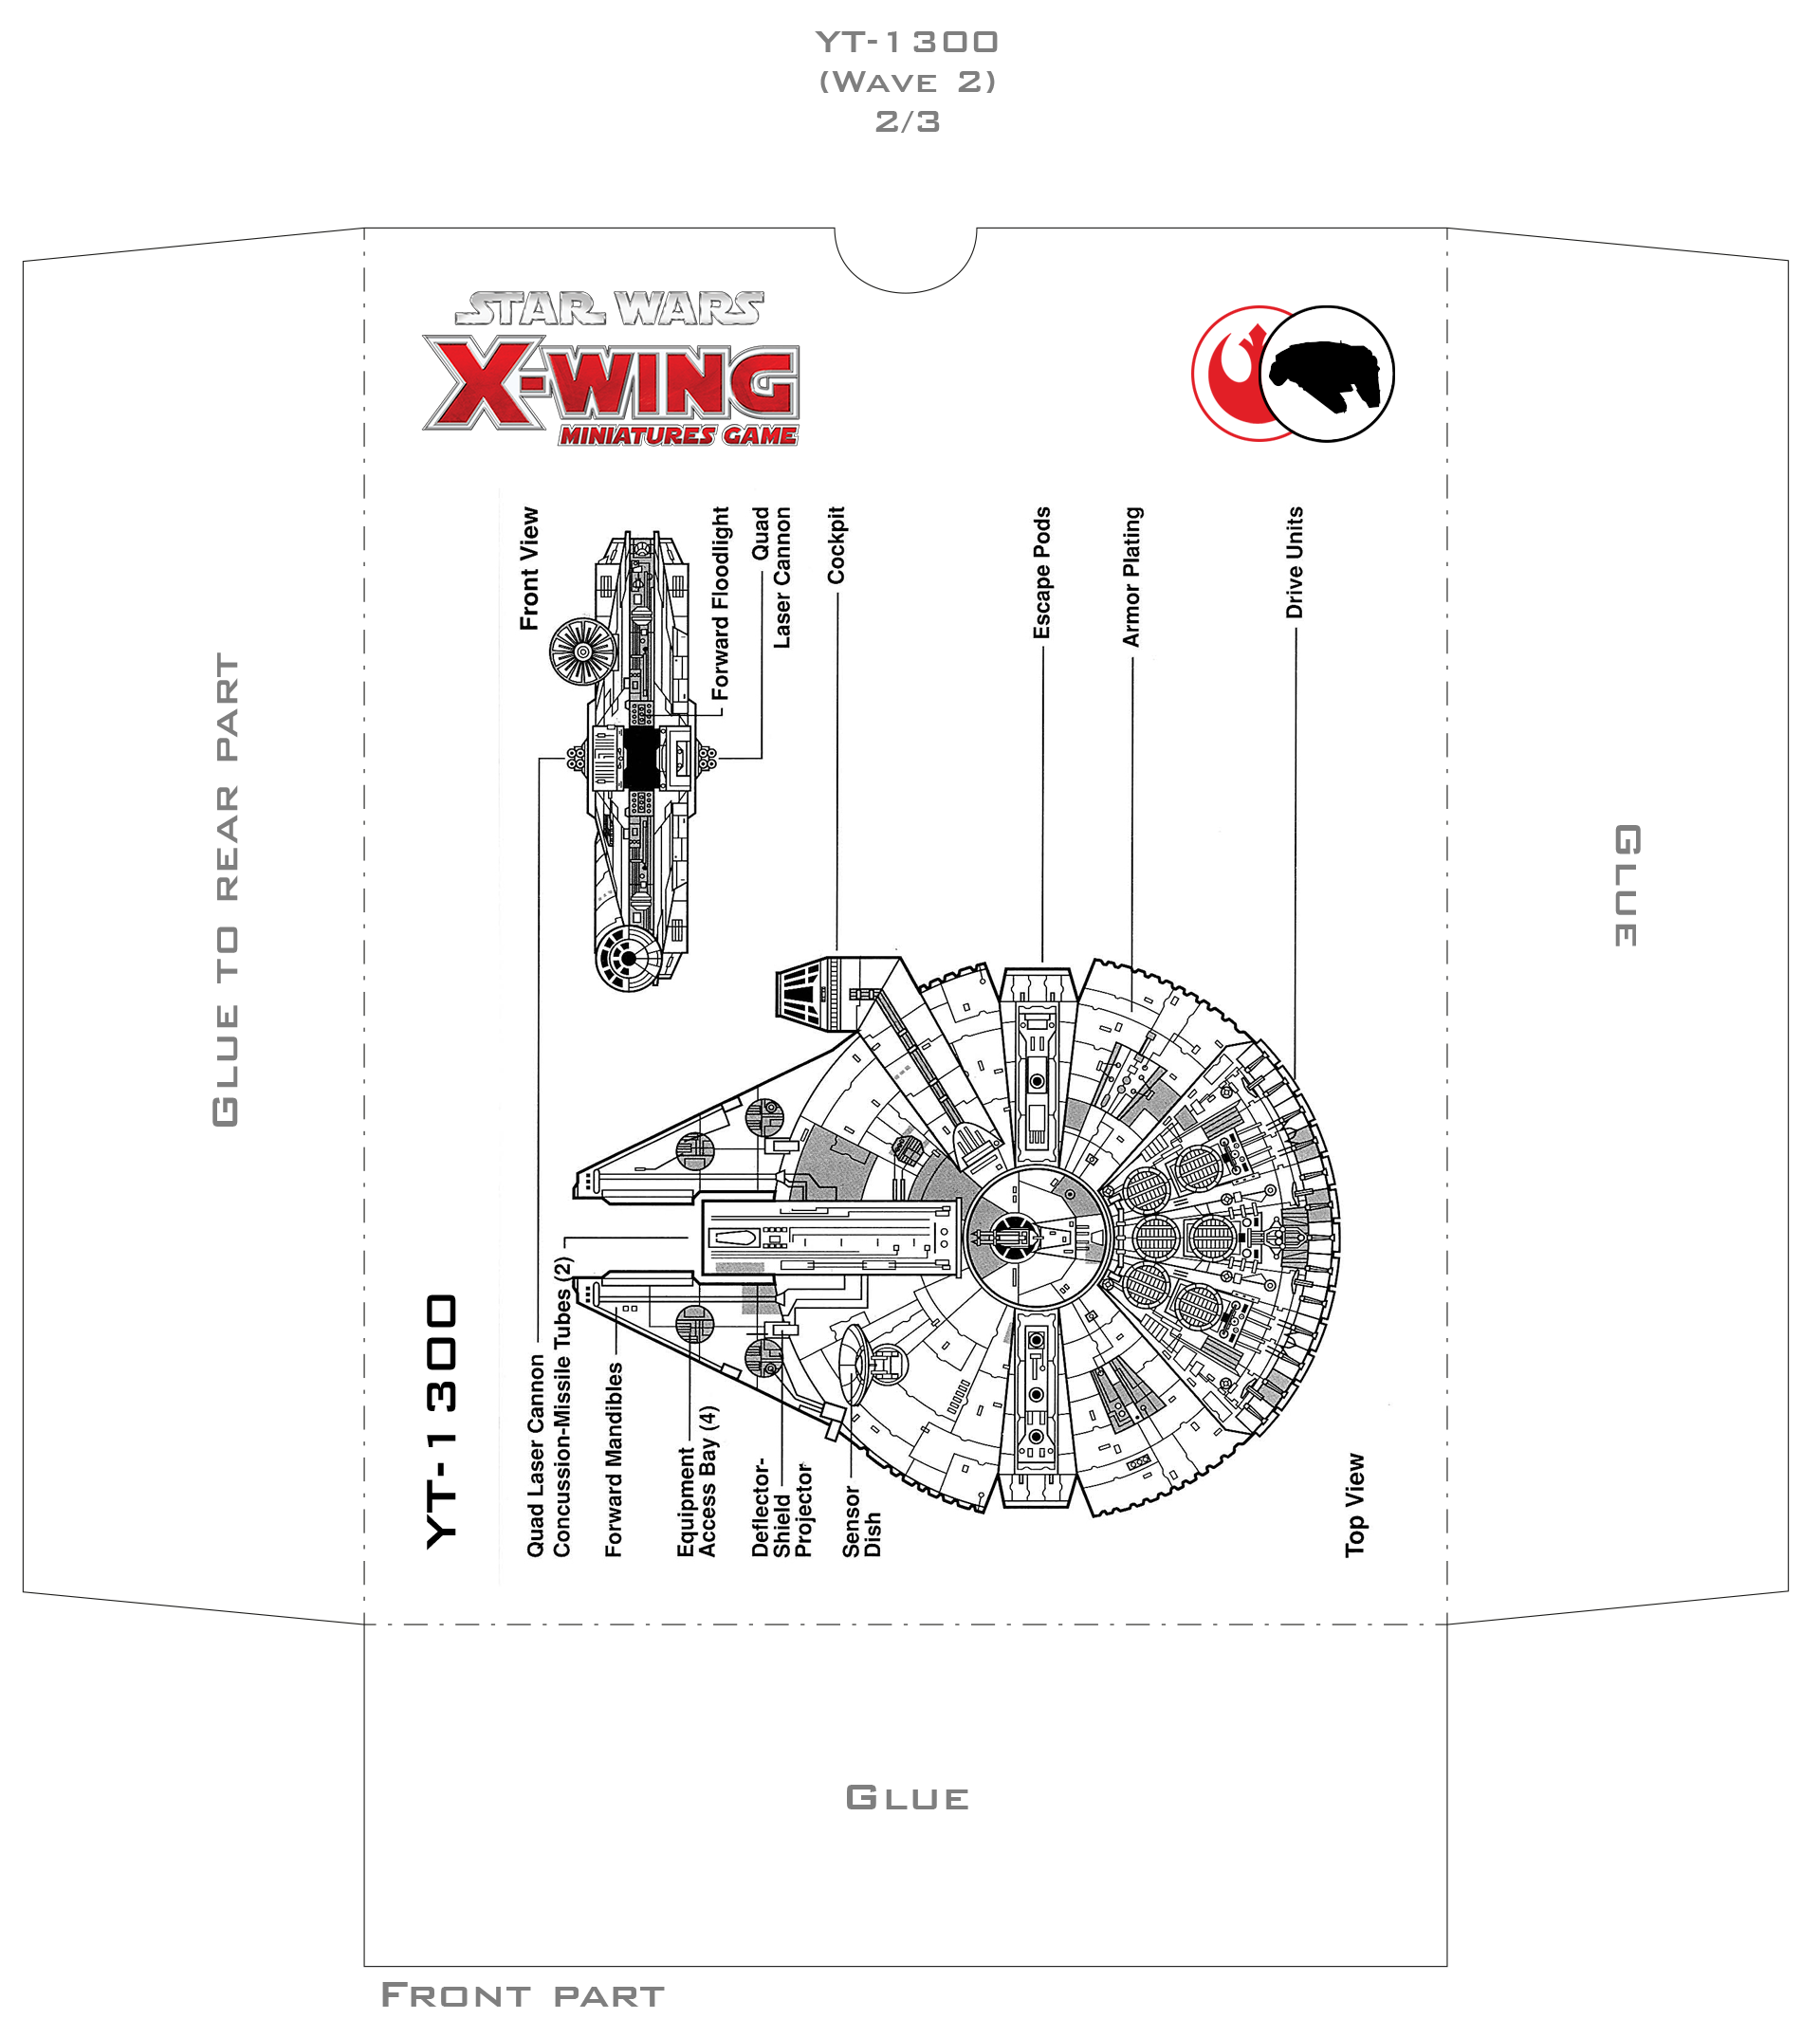 YT-1300
(Wave 2)
2/3
STAR WARS
X-WING
MINIATURES GAME
Glue to rear part
YT-1300
Front View
Forward Floodlight
Quad
Laser Cannon
Cockpit
Escape Pods
Armor Plating
Drive Units
Quad Laser Cannon
Concussion-Missile Tubes (2)
Forward Mandibles
Equipment
Access Bay (4)
Deflector-
Shield
Projector
Sensor
Dish
Top View
Glue
Glue
Front part